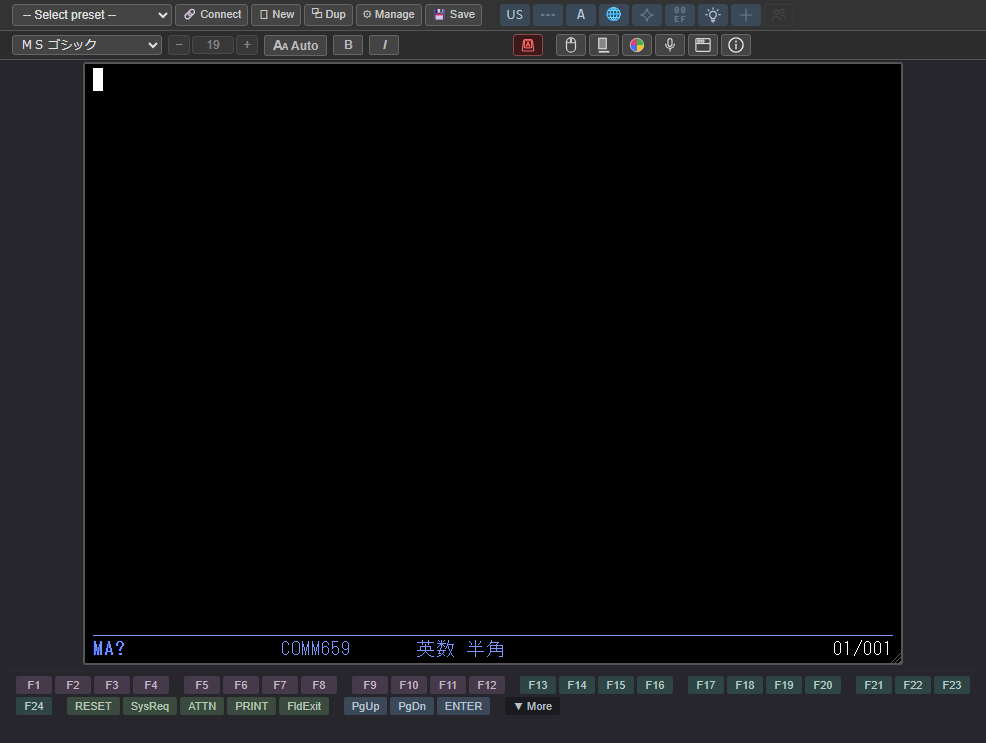 -- Select preset --
Connect
New
Dup
Manage
Save
US
---
A
00 EF
ＭＳ ゴシック
−
19
+
AA Auto
B
I
MA?
COMM659
英数 半角
01/001
F1 F2 F3 F4 F5 F6 F7 F8 F9 F10 F11 F12 F13 F14 F15 F16 F17 F18 F19 F20 F21 F22 F23
F24 RESET SysReq ATTN PRINT FldExit PgUp PgDn ENTER ▼ More